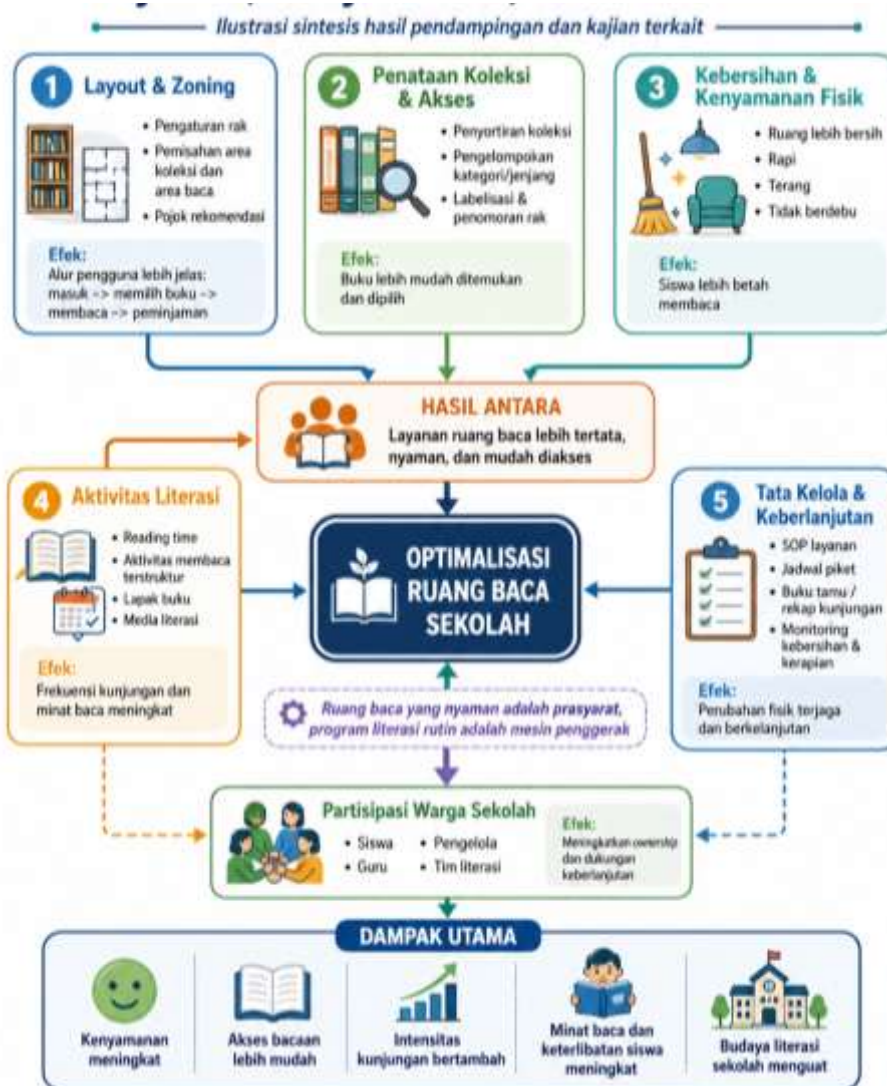 Ilustrasi sintesis hasil pendampingan dan kajian terkait
1
Layout & Zoning
• Pengaturan rak
• Pemisahan area
koleksi dan
area baca
• Pojok rekomendasi
Efek:
Alur pengguna lebih jelas:
masuk –> memilih buku –>
membaca –> peminjaman
2
Penataan Koleksi
& Akses
• Penyortiran koleksi
• Pengelompokan
kategori/jenjang
• Labelisasi &
penomoran rak
Efek:
Buku lebih mudah ditemukan
dan dipilih
3
Kebersihan &
Kenyamanan Fisik
• Ruang lebih bersih
• Rapi
• Terang
• Tidak berdebu
Efek:
Siswa lebih betah
membaca
HASIL ANTARA
Layanan ruang baca lebih tertata,
nyaman, dan mudah diakses
4
Aktivitas Literasi
• Reading time
• Aktivitas membaca
terstruktur
• Lapak buku
• Media literasi
Efek:
Frekuensi kunjungan dan
minat baca meningkat
OPTIMALISASI
RUANG BACA
SEKOLAH
5
Tata Kelola &
Keberlanjutan
• SOP layanan
• Jadwal piket
• Buku tamu /
rekap kunjungan
• Monitoring
kebersihan &
kerapian
Efek:
Perubahan fisik terjaga
dan berkelanjutan
Ruang baca yang nyaman adalah prasyarat,
program literasi rutin adalah mesin penggerak
Partisipasi Warga Sekolah
• Siswa • Pengelola
• Guru • Tim literasi
Efek:
Meningkatkan ownership
dan dukungan
keberlanjutan
DAMPAK UTAMA
Kenyamanan
meningkat
Akses bacaan
lebih mudah
Intensitas
kunjungan bertambah
Minat baca dan
keterlibatan siswa
meningkat
Budaya literasi
sekolah menguat